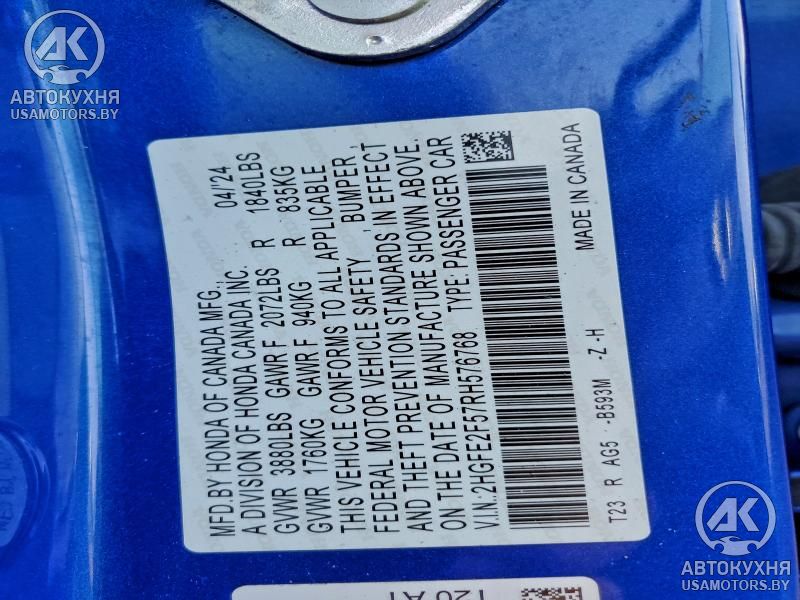 AK
АВТОКУХНЯ
USAMOTORS.BY
MFD.BY HONDA OF CANADA MFG., 04/'24
A DIVISION OF HONDA CANADA INC.
GVWR 3880LBS GAWR F 2072LBS R 1840LBS
GVWR 1760KG GAWR F 940KG R 835KG
THIS VEHICLE CONFORMS TO ALL APPLICABLE
FEDERAL MOTOR VEHICLE SAFETY , BUMPER ,
AND THEFT PREVENTION STANDARDS IN EFFECT
ON THE DATE OF MANUFACTURE SHOWN ABOVE.
V.I.N.:2HGFE2F57RH576768 TYPE: PASSENGER CAR
T23 R AG5 -B593M -Z -H MADE IN CANADA
AK
АВТОКУХНЯ
USAMOTORS.BY